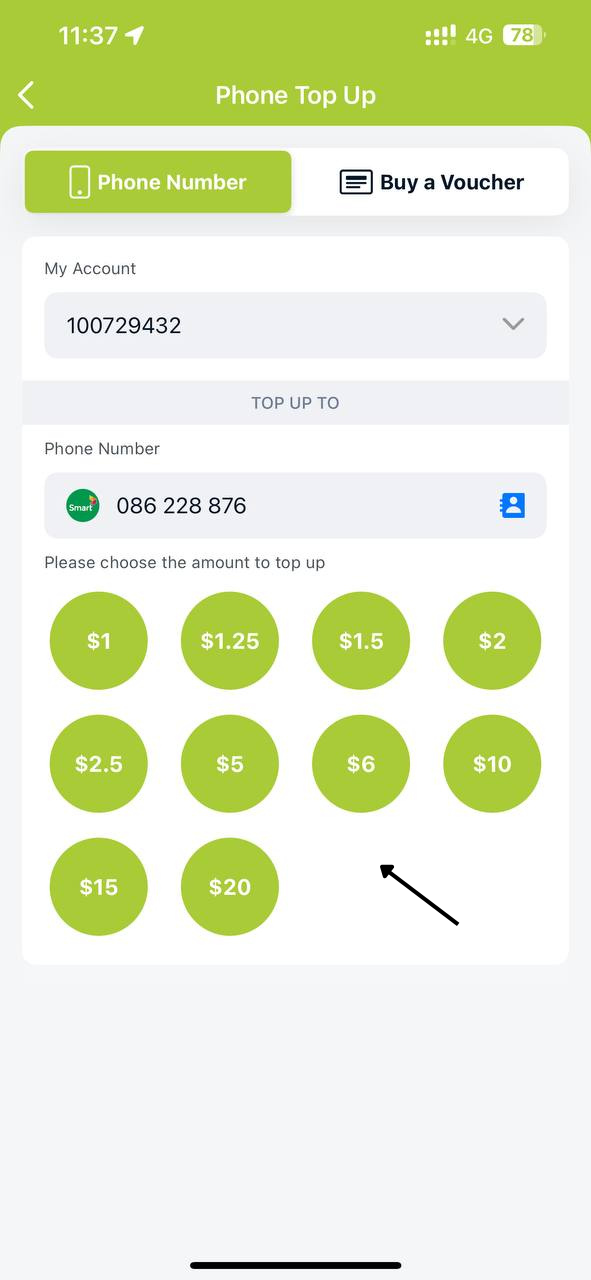 11:37
4G 78
Phone Top Up
Phone Number
Buy a Voucher
My Account
100729432
TOP UP TO
Phone Number
Smart 086 228 876
Please choose the amount to top up
$1 $1.25 $1.5 $2
$2.5 $5 $6 $10
$15 $20